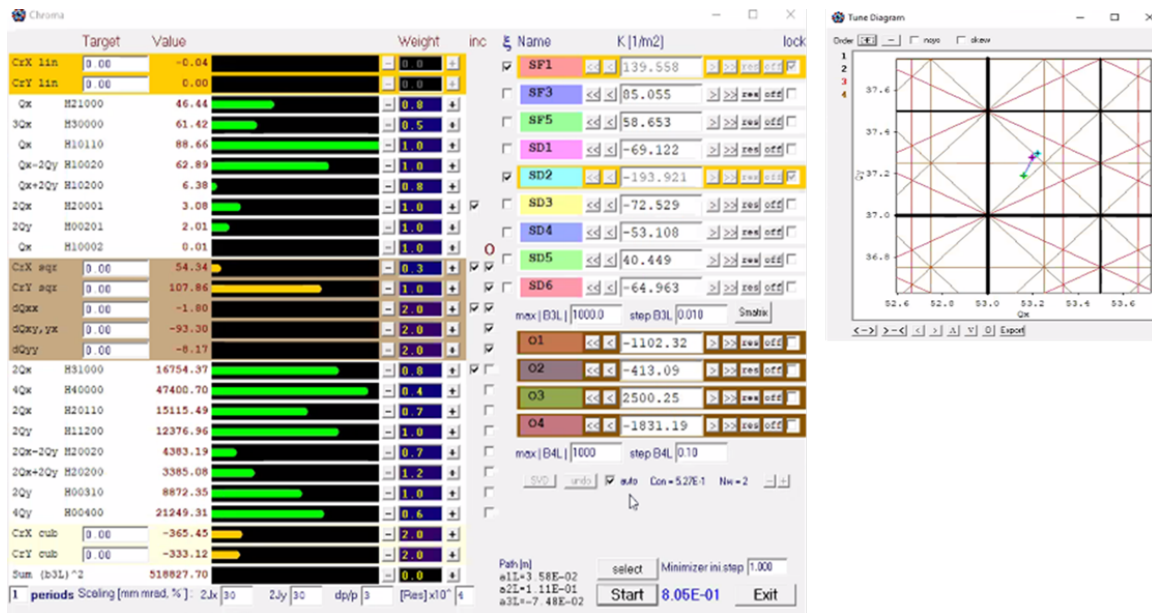 Chroma
Target Value Weight inc ξ Name K [1/m2] lock
CrX lin 0.00 -0.04 - 0.0 +
CrY lin 0.00 0.00 - 0.0 +
Qx H21000 46.44 - 0.8 +
3Qx H30000 61.42 - 0.5 +
Qx H10110 88.66 - 1.0 +
Qx-2Qy H10020 62.89 - 1.0 +
Qx+2Qy H10200 6.38 - 0.8 +
2Qx H20001 3.08 - 1.0 +
2Qy H00201 2.01 - 1.0 +
Qx H10002 0.01 - 1.0 +
O
CrX sqr 0.00 54.34 - 0.3 +
CrY sqr 0.00 107.86 - 1.0 +
dQxx 0.00 -1.80 - 2.0 +
dQxy,yx 0.00 -93.30 - 2.0 +
dQyy 0.00 -8.17 - 2.0 +
2Qx H31000 16754.37 - 0.8 +
4Qx H40000 47400.70 - 0.4 +
2Qx H20110 15115.49 - 0.7 +
2Qy H11200 12376.96 - 1.0 +
2Qx-2Qy H20020 4383.19 - 0.7 +
2Qx+2Qy H20200 3385.08 - 1.2 +
2Qy H00310 8872.35 - 1.0 +
4Qy H00400 21249.31 - 0.6 +
CrX cub 0.00 -365.45 - 2.0 +
CrY cub 0.00 -333.12 - 2.0 +
Sum (b3L)^2 518827.70 - 0.0 +
1 periods Scaling [mm mrad, %]: 2Jx 30 2Jy 30 dp/p 3 [Res]x10^ 4
SF1 << < 139.558 > >> res off
SF3 << < 85.055 > >> res off
SF5 << < 58.653 > >> res off
SD1 << < -69.122 > >> res off
SD2 << < -193.921 > >> res off
SD3 << < -72.529 > >> res off
SD4 << < -53.108 > >> res off
SD5 << < 40.449 > >> res off
SD6 << < -64.963 > >> res off
max |B3L| 1000.0 step B3L 0.010 Smatrix
O1 << < -1102.32 > >> res off
O2 << < -413.09 > >> res off
O3 << < 2500.25 > >> res off
O4 << < -1831.19 > >> res off
max |B4L| 1000 step B4L 0.10
SVD undo auto Con = 5.27E-1 Nw = 2 - +
Path [m]
a1L=3.58E-02
a2L=1.11E-01
a3L=-7.48E-02
select Minimizer ini step 1.000
Start 8.05E-01 Exit
Tune Diagram
Order + - nsys skew
1
2
3
4
37.6
37.4
37.2
37.0
36.8
Qy
52.6 52.8 53.0 53.2 53.4 53.6
Qx
<-> >-< < > Λ V O Export